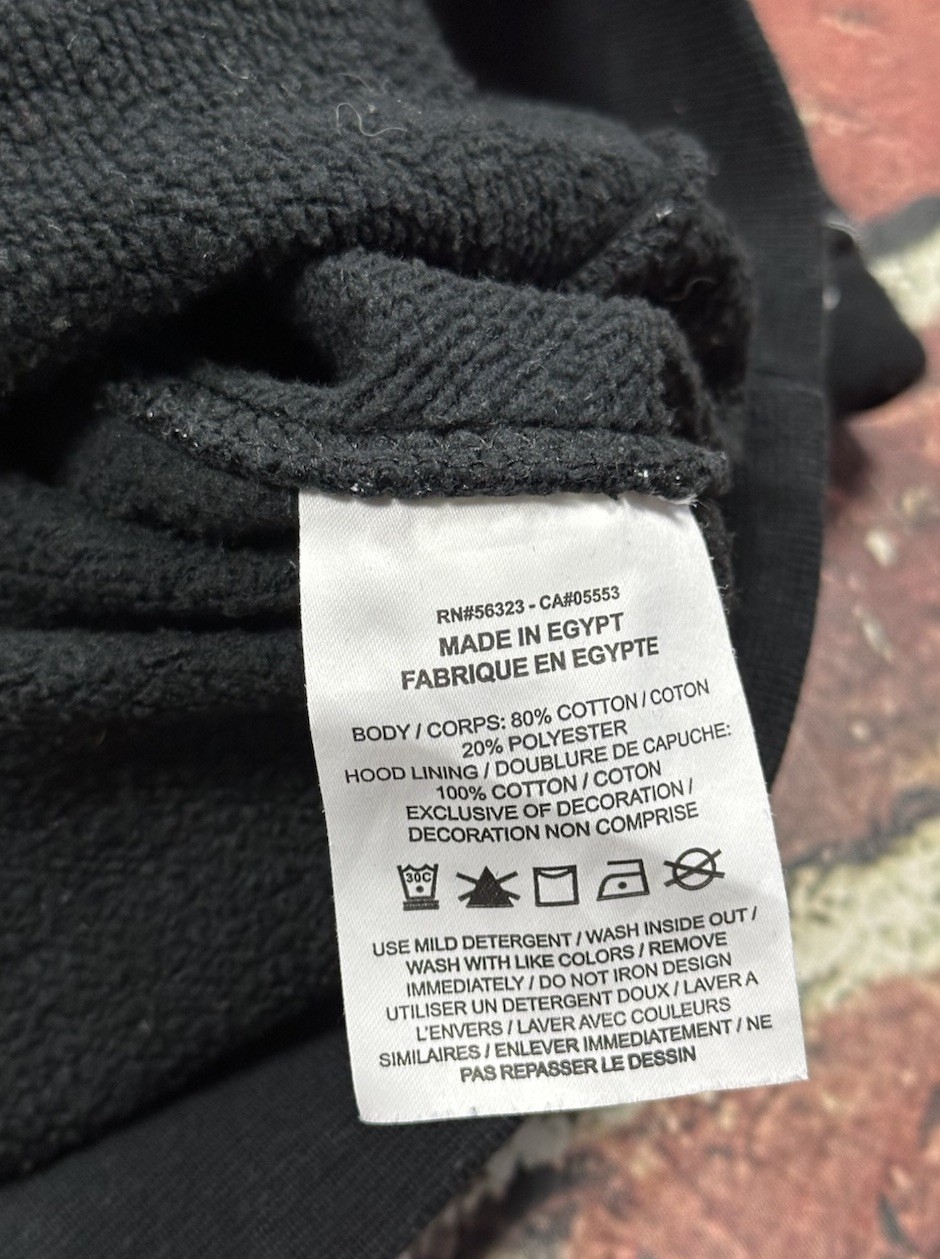 RN#56323 - CA#05553
MADE IN EGYPT
FABRIQUE EN EGYPTE
BODY / CORPS: 80% COTTON / COTON
20% POLYESTER
HOOD LINING / DOUBLURE DE CAPUCHE:
100% COTTON / COTON
EXCLUSIVE OF DECORATION /
DECORATION NON COMPRISE
30C
USE MILD DETERGENT / WASH INSIDE OUT /
WASH WITH LIKE COLORS / REMOVE
IMMEDIATELY / DO NOT IRON DESIGN
UTILISER UN DETERGENT DOUX / LAVER A
L'ENVERS / LAVER AVEC COULEURS
SIMILAIRES / ENLEVER IMMEDIATEMENT / NE
PAS REPASSER LE DESSIN